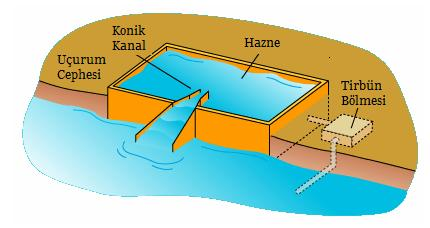 Konik
Kanal
Hazne
Uçurum
Cephesi
Tirbün
Bölmesi